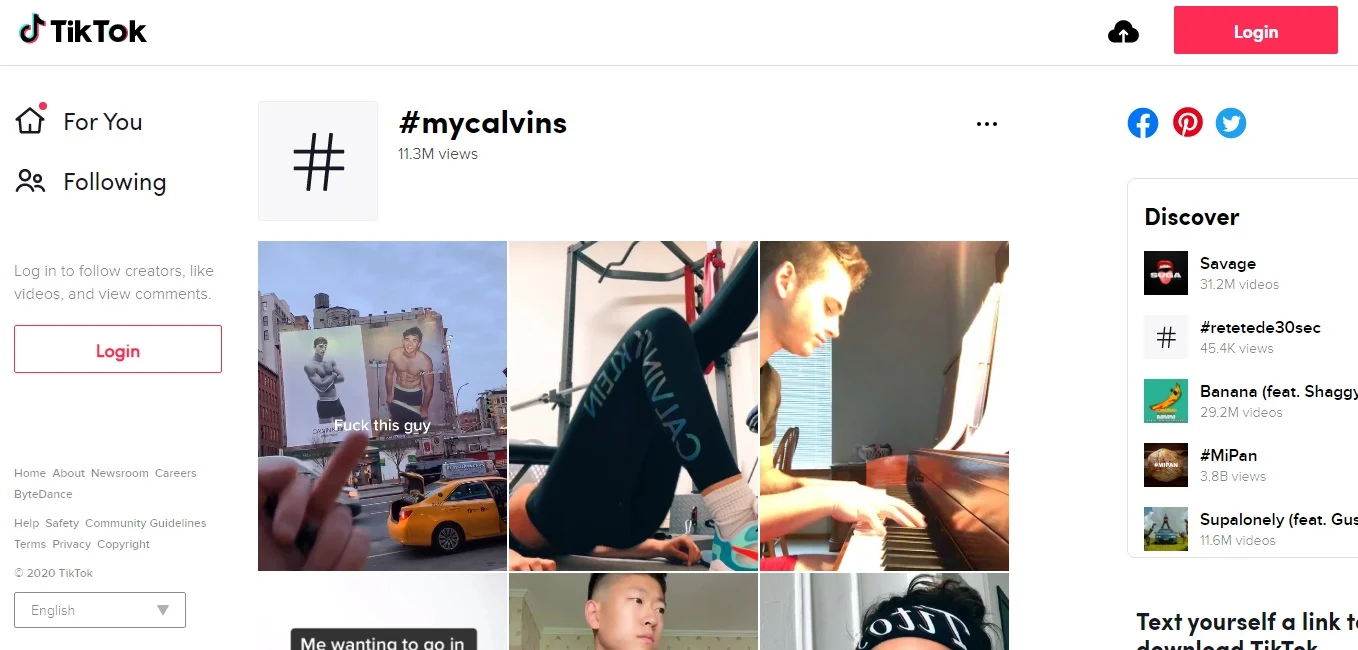 TikTok
Login
For You
Following
Log in to follow creators, like
videos, and view comments.
Login
Home About Newsroom Careers
ByteDance
Help Safety Community Guidelines
Terms Privacy Copyright
© 2020 TikTok
English
#mycalvins
11.3M views
Fuck this guy
CALVIN KLEIN
Me wanting to go in
Tito
Discover
Savage
31.2M videos
#retetede30sec
45.4K views
Banana (feat. Shaggy
29.2M videos
#MiPan
#MIPAN
3.8B views
Supalonely (feat. Gus
11.6M videos
Text yourself a link to
download TikTok